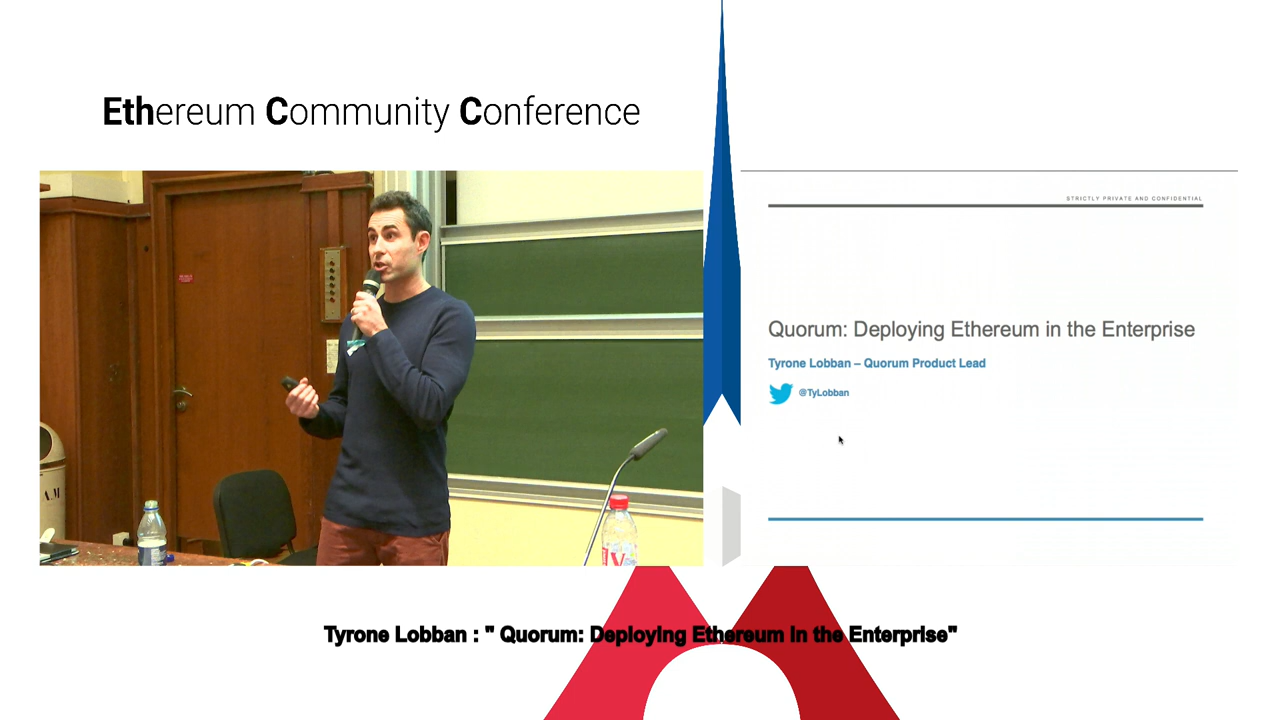 Ethereum Community Conference
STRICTLY PRIVATE AND CONFIDENTIAL
Quorum: Deploying Ethereum in the Enterprise
Tyrone Lobban – Quorum Product Lead
@TyLobban
Tyrone Lobban : " Quorum: Deploying Ethereum in the Enterprise"